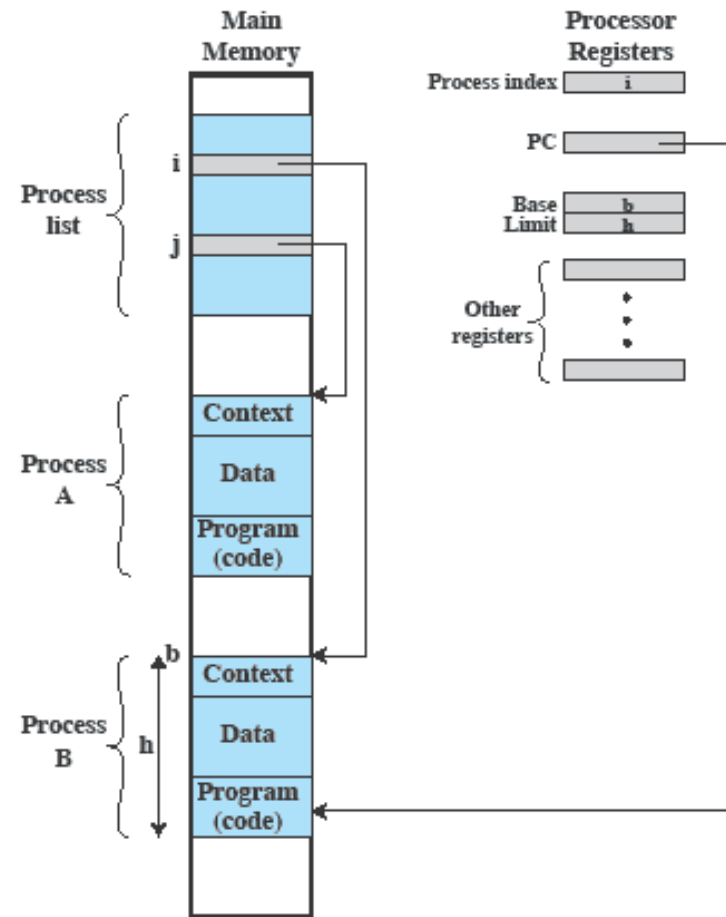 Main
Memory
Processor
Registers
Process index
i
PC
Base
b
Limit
h
Other
registers
Process
list
i
j
Process
A
Context
Data
Program
(code)
Process
B
b
h
Context
Data
Program
(code)